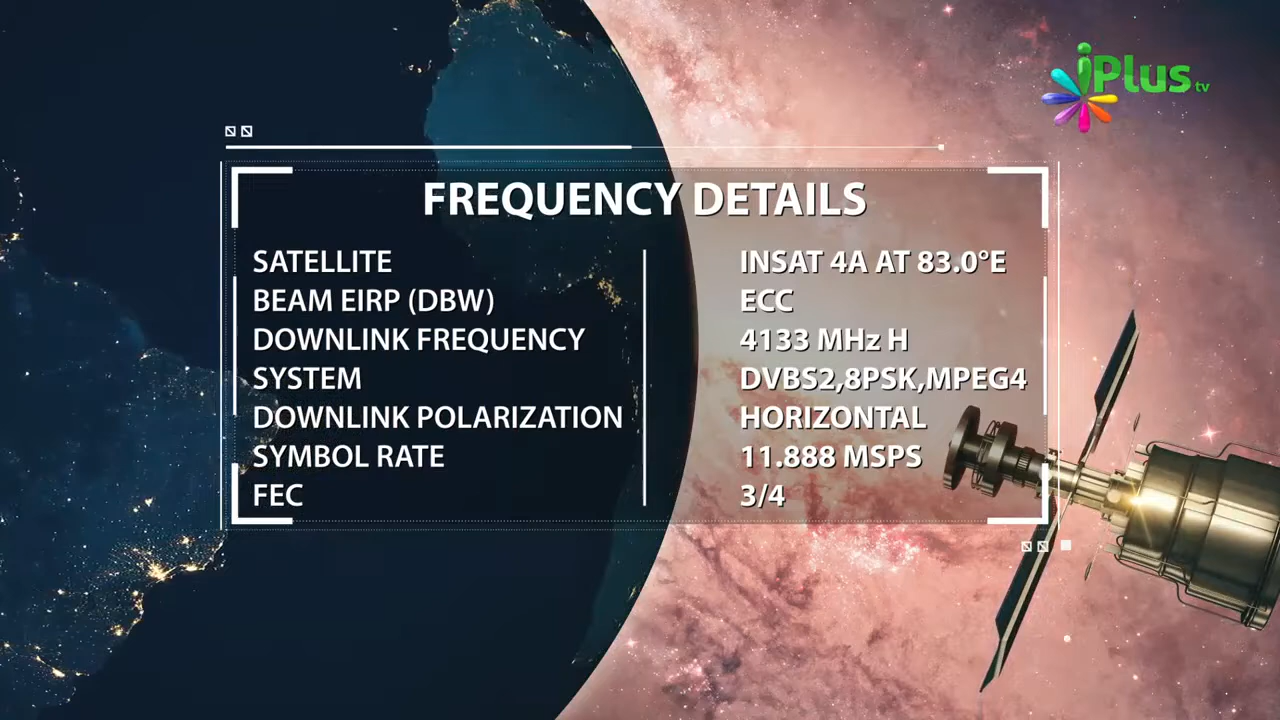 iPlus tv
FREQUENCY DETAILS
SATELLITE INSAT 4A AT 83.0°E
BEAM EIRP (DBW) ECC
DOWNLINK FREQUENCY 4133 MHz H
SYSTEM DVBS2,8PSK,MPEG4
DOWNLINK POLARIZATION HORIZONTAL
SYMBOL RATE 11.888 MSPS
FEC 3/4